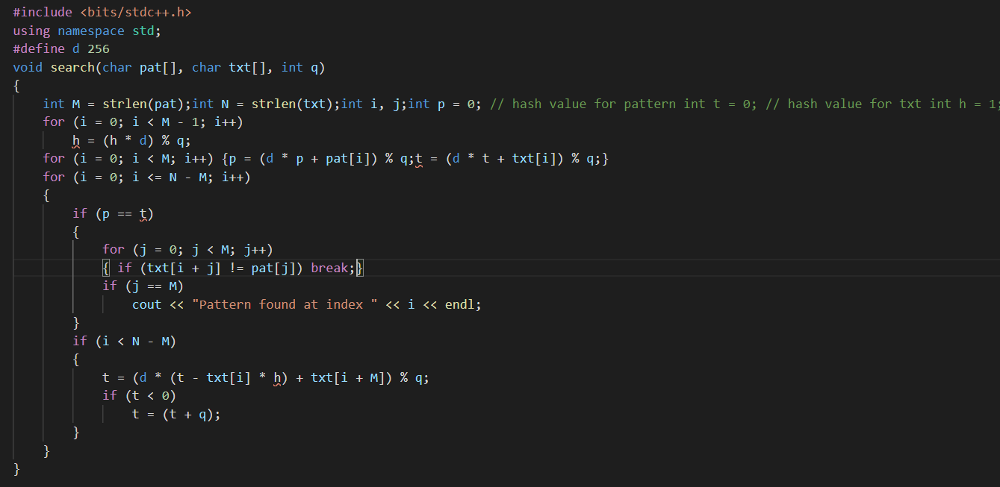 #include <bits/stdc++.h>
using namespace std;
#define d 256
void search(char pat[], char txt[], int q)
{
    int M = strlen(pat);int N = strlen(txt);int i, j;int p = 0; // hash value for pattern int t = 0; // hash value for txt int h = 1;
    for (i = 0; i < M - 1; i++)
        h = (h * d) % q;
    for (i = 0; i < M; i++) {p = (d * p + pat[i]) % q;t = (d * t + txt[i]) % q;}
    for (i = 0; i <= N - M; i++)
    {
        if (p == t)
        {
            for (j = 0; j < M; j++)
            { if (txt[i + j] != pat[j]) break;}
            if (j == M)
                cout << "Pattern found at index " << i << endl;
        }
        if (i < N - M)
        {
            t = (d * (t - txt[i] * h) + txt[i + M]) % q;
            if (t < 0)
                t = (t + q);
        }
    }
}